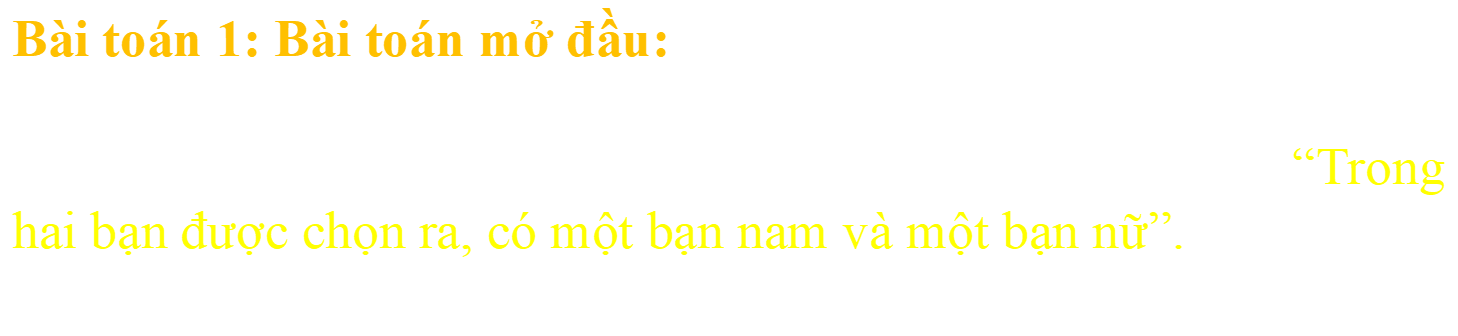 Bài toán 1: Bài toán mở đầu:
“Trong
hai bạn được chọn ra, có một bạn nam và một bạn nữ”.